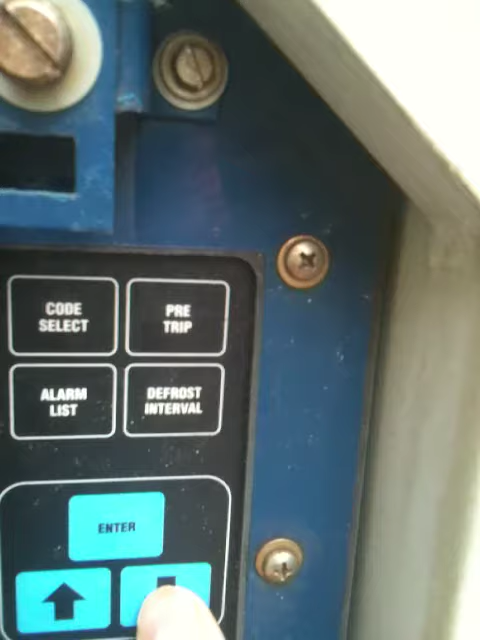 CODE
SELECT
PRE
TRIP
ALARM
LIST
DEFROST
INTERVAL
ENTER